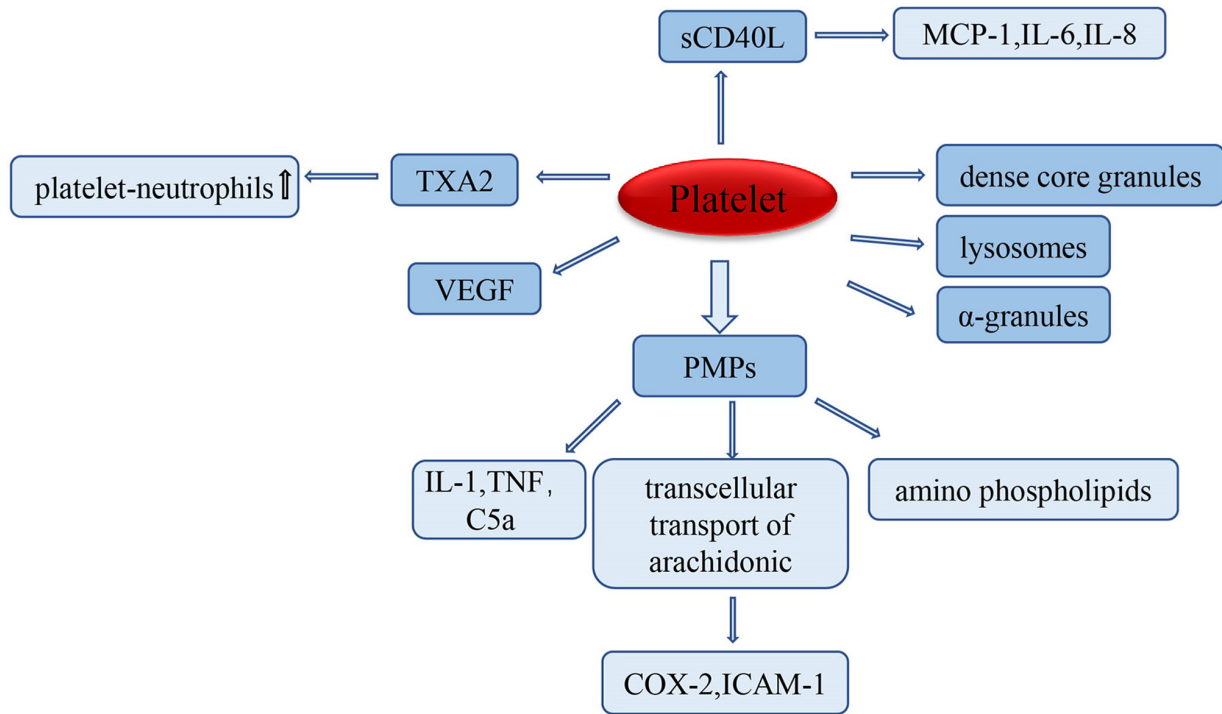 sCD40L
MCP-1,IL-6,IL-8
platelet-neutrophils⇑
TXA2
Platelet
dense core granules
lysosomes
VEGF
α-granules
PMPs
IL-1,TNF,
C5a
transcellular
transport of
arachidonic
amino phospholipids
COX-2,ICAM-1